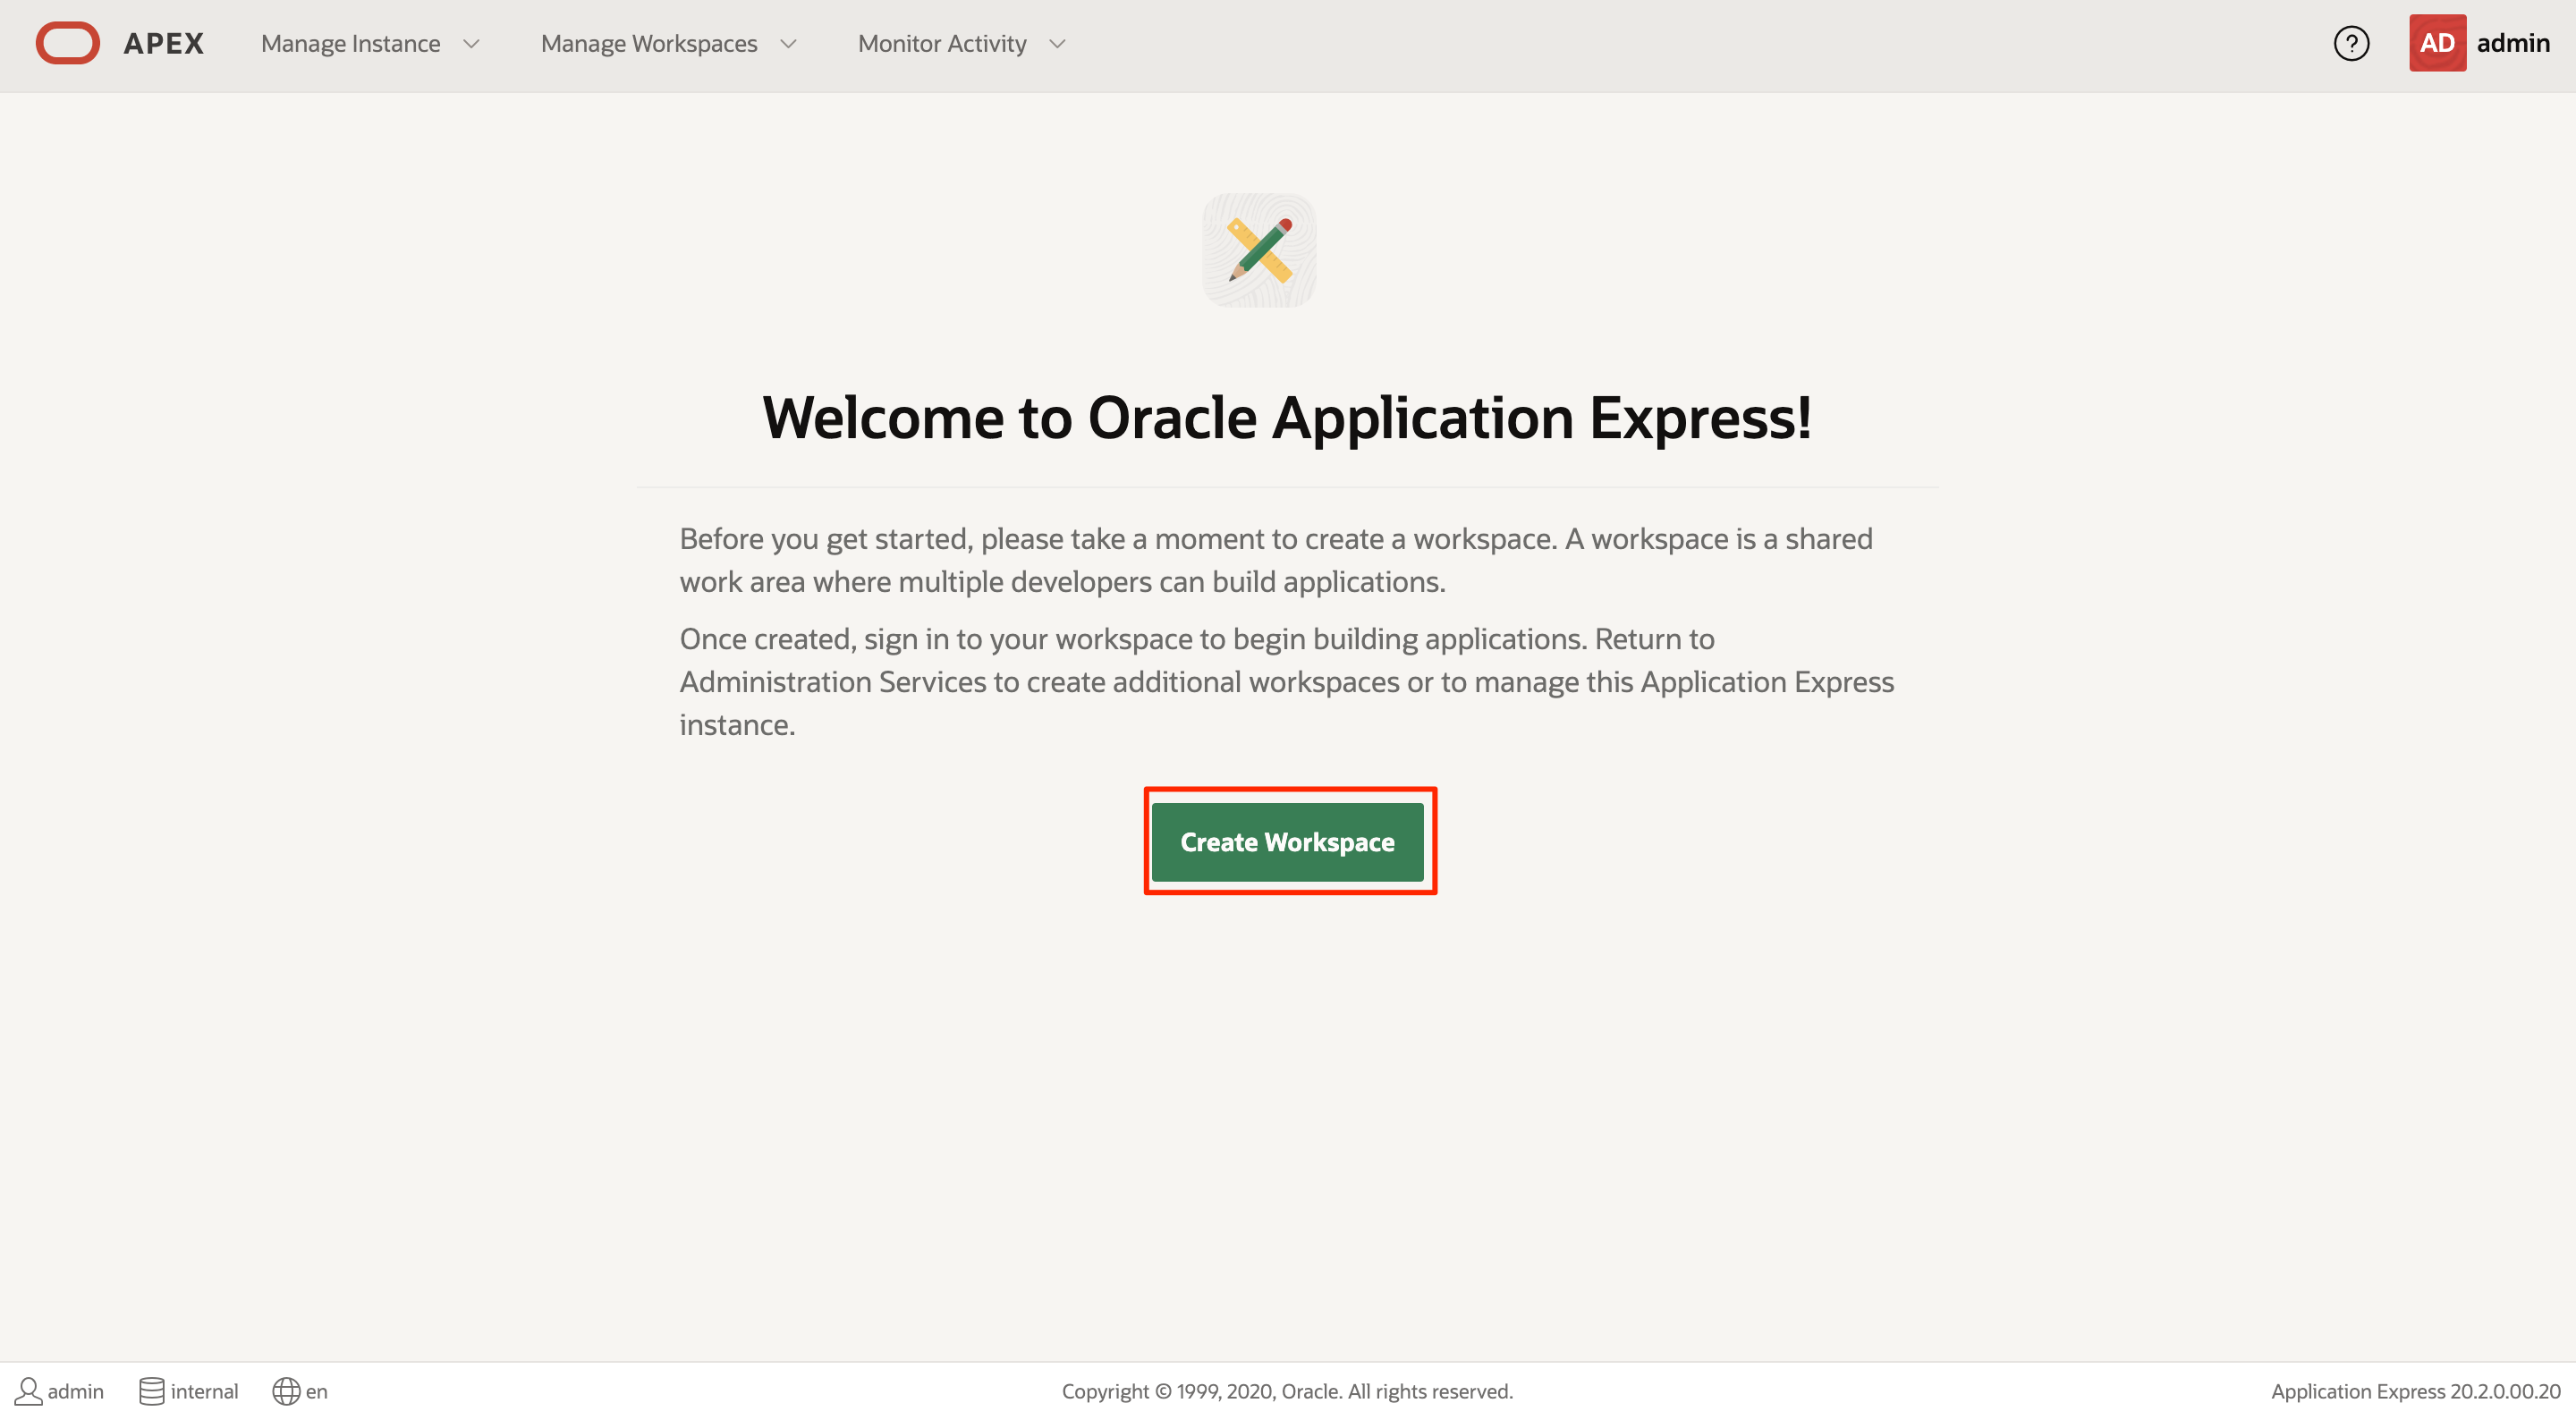 APEX Manage Instance Manage Workspaces Monitor Activity ? AD admin
Welcome to Oracle Application Express!
Before you get started, please take a moment to create a workspace. A workspace is a shared
work area where multiple developers can build applications.
Once created, sign in to your workspace to begin building applications. Return to
Administration Services to create additional workspaces or to manage this Application Express
instance.
Create Workspace
admin internal en Copyright © 1999, 2020, Oracle. All rights reserved. Application Express 20.2.0.00.20